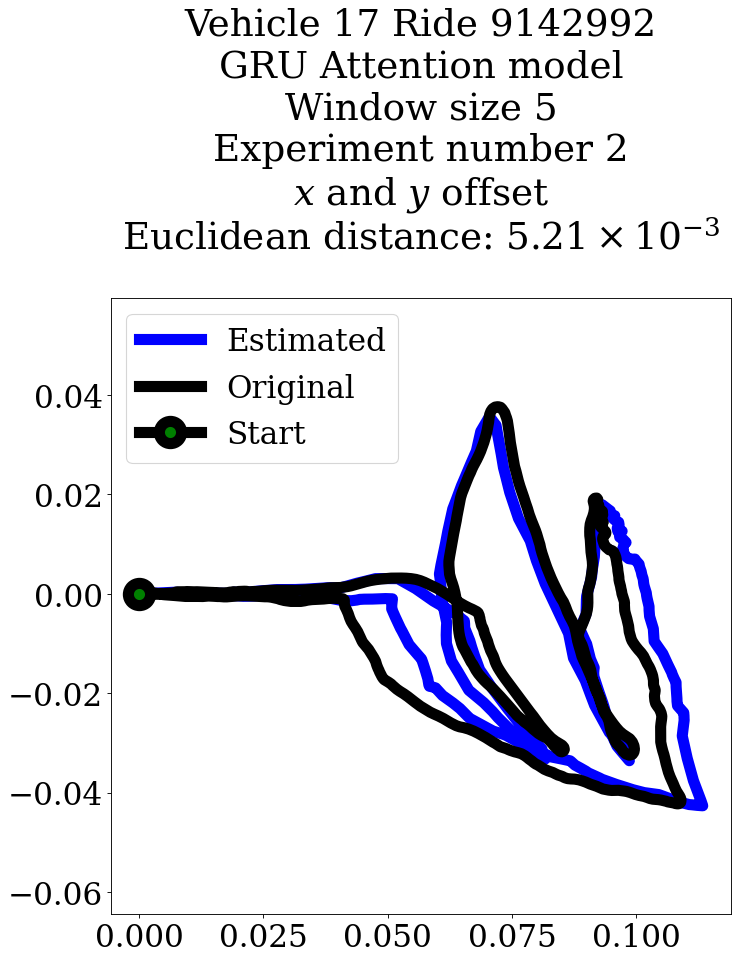 Vehicle 17 Ride 9142992
GRU Attention model
Window size 5
Experiment number 2
x and y offset
Euclidean distance: 5.21 × 10⁻³
Estimated
Original
Start
0.04
0.02
0.00
−0.02
−0.04
−0.06
0.000 0.025 0.050 0.075 0.100